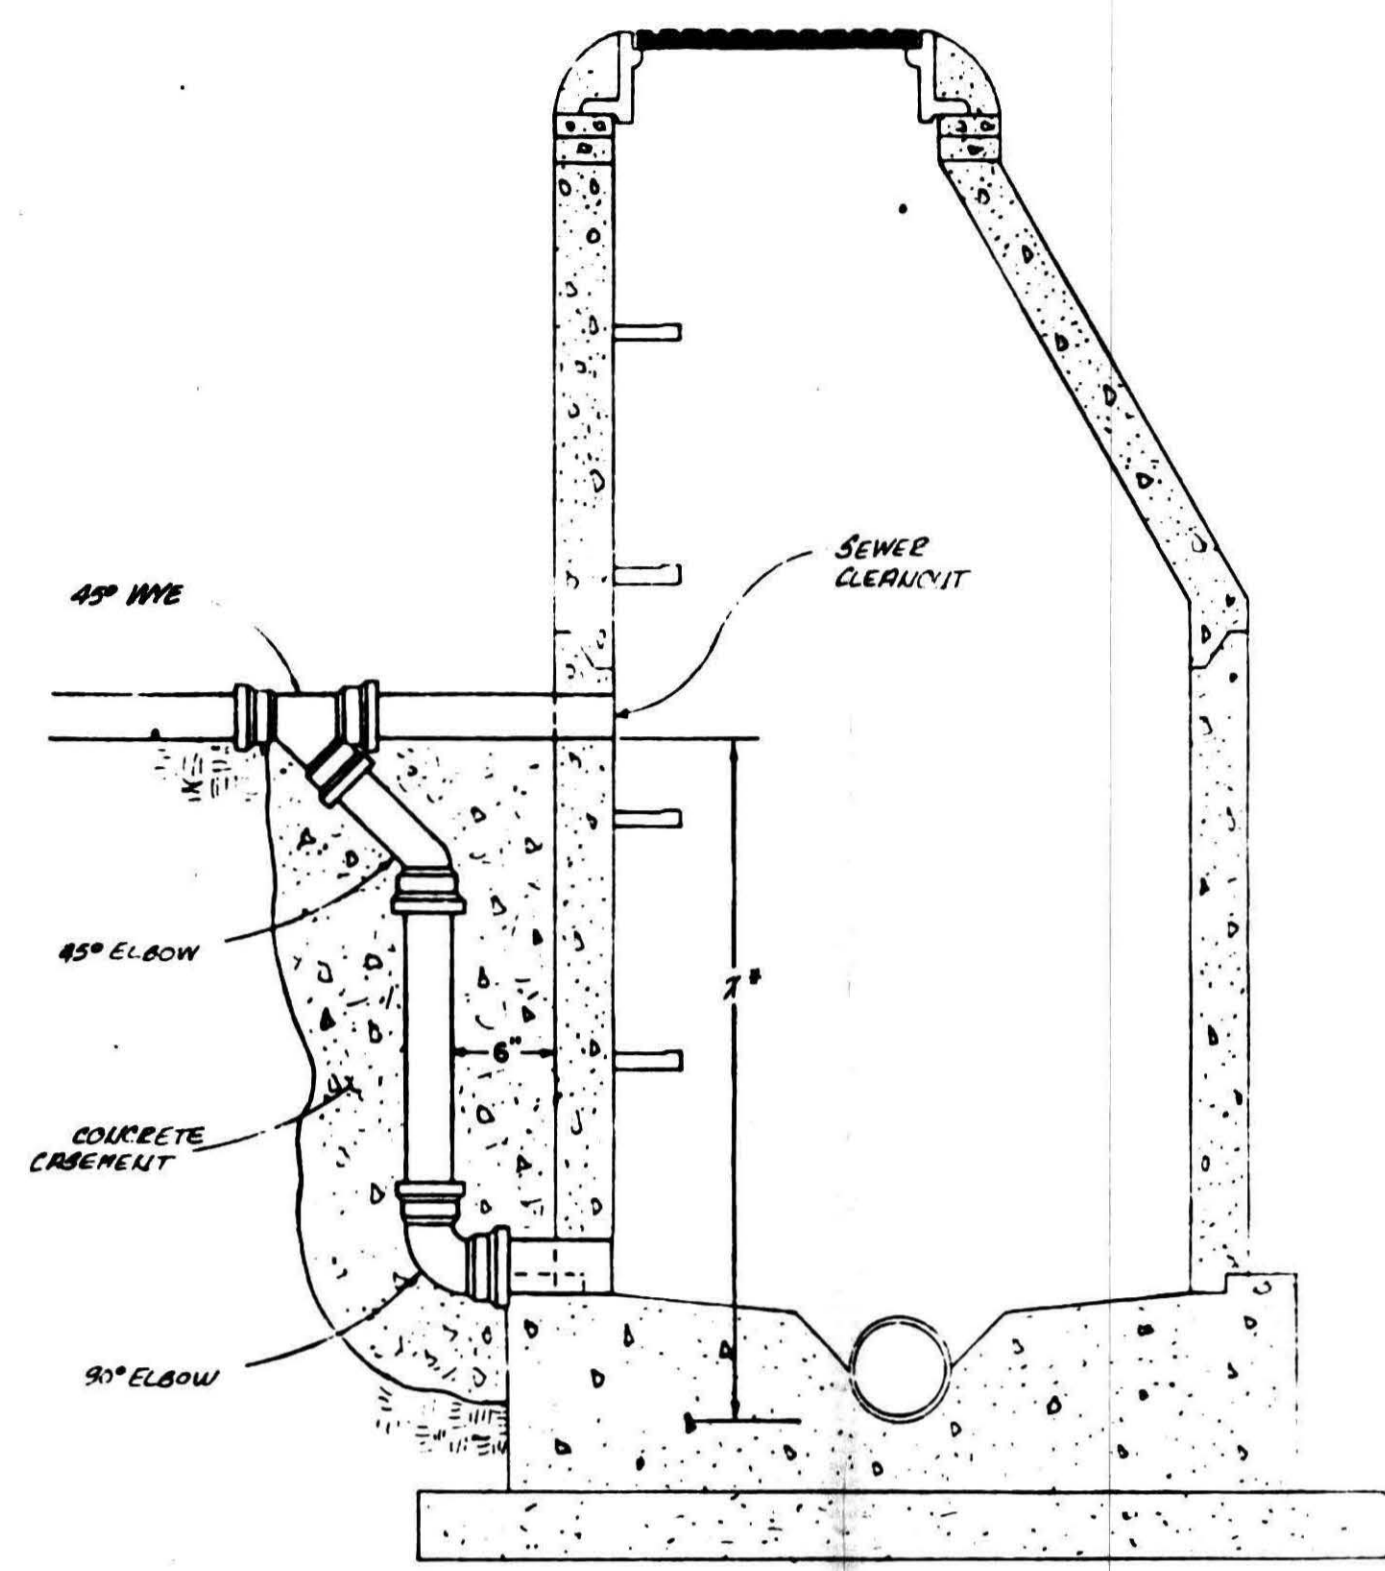 SEWER
CLEANOUT
45° WYE
45° ELBOW
6"
CONCRETE
CASEMENT
90° ELBOW